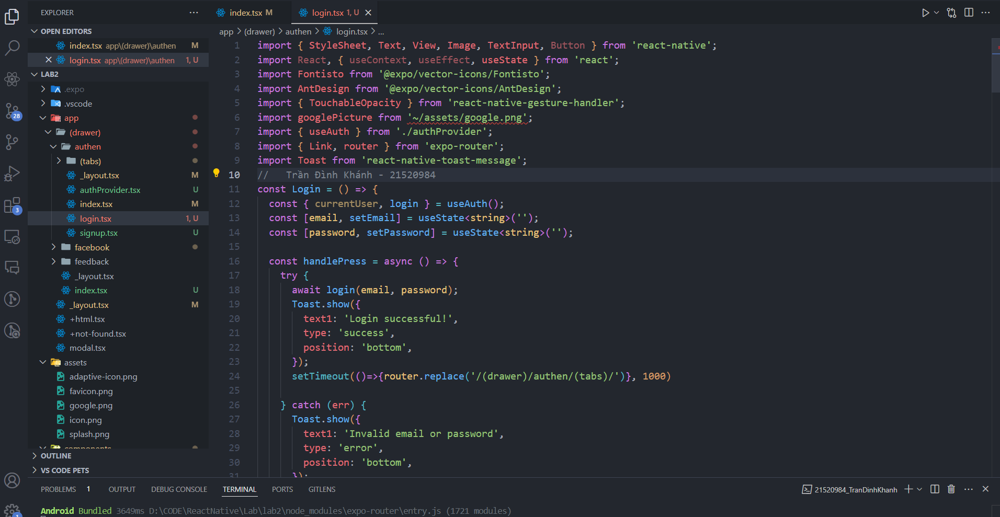 EXPLORER
OPEN EDITORS
index.tsx app\(drawer)\authen M
login.tsx app\(drawer)\authen 1, U
LAB2
.expo
.vscode
app
(drawer)
authen
(tabs)
_layout.tsx M
authProvider.tsx U
index.tsx M
login.tsx 1, U
signup.tsx U
facebook
feedback
_layout.tsx
index.tsx U
_layout.tsx M
+html.tsx
+not-found.tsx
modal.tsx
assets
adaptive-icon.png
favicon.png
google.png
icon.png
splash.png
components
OUTLINE
VS CODE PETS
28
3
1
index.tsx M
login.tsx 1, U
app > (drawer) > authen > login.tsx > ...
1 import { StyleSheet, Text, View, Image, TextInput, Button } from 'react-native';
2 import React, { useContext, useEffect, useState } from 'react';
3 import Fontisto from '@expo/vector-icons/Fontisto';
4 import AntDesign from '@expo/vector-icons/AntDesign';
5 import { TouchableOpacity } from 'react-native-gesture-handler';
6 import googlePicture from '~/assets/google.png';
7 import { useAuth } from './authProvider';
8 import { Link, router } from 'expo-router';
9 import Toast from 'react-native-toast-message';
10 //   Trần Đình Khánh - 21520984
11 const Login = () => {
12   const { currentUser, login } = useAuth();
13   const [email, setEmail] = useState<string>('');
14   const [password, setPassword] = useState<string>('');
15
16   const handlePress = async () => {
17     try {
18       await login(email, password);
19       Toast.show({
20         text1: 'Login successful!',
21         type: 'success',
22         position: 'bottom',
23       });
24       setTimeout(()=>{router.replace('/(drawer)/authen/(tabs)/')}, 1000)
25
26     } catch (err) {
27       Toast.show({
28         text1: 'Invalid email or password',
29         type: 'error',
30         position: 'bottom',
31       });
PROBLEMS 1 OUTPUT DEBUG CONSOLE TERMINAL PORTS GITLENS
21520984_TranDinhKhanh
Android Bundled 3649ms D:\CODE\ReactNative\Lab\lab2\node_modules\expo-router\entry.js (1721 modules)